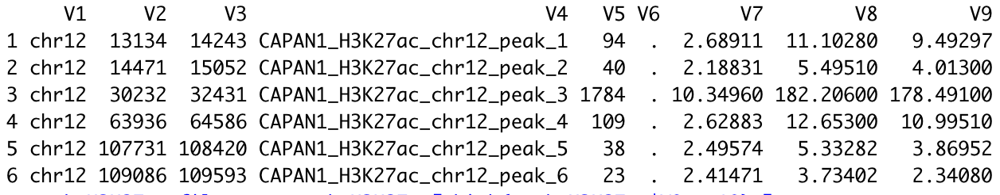 V1 V2 V3 V4 V5 V6 V7 V8 V9
1 chr12 13134 14243 CAPAN1_H3K27ac_chr12_peak_1 94 . 2.68911 11.10280 9.49297
2 chr12 14471 15052 CAPAN1_H3K27ac_chr12_peak_2 40 . 2.18831 5.49510 4.01300
3 chr12 30232 32431 CAPAN1_H3K27ac_chr12_peak_3 1784 . 10.34960 182.20600 178.49100
4 chr12 63936 64586 CAPAN1_H3K27ac_chr12_peak_4 109 . 2.62883 12.65300 10.99510
5 chr12 107731 108420 CAPAN1_H3K27ac_chr12_peak_5 38 . 2.49574 5.33282 3.86952
6 chr12 109086 109593 CAPAN1_H3K27ac_chr12_peak_6 23 . 2.41471 3.73402 2.34080